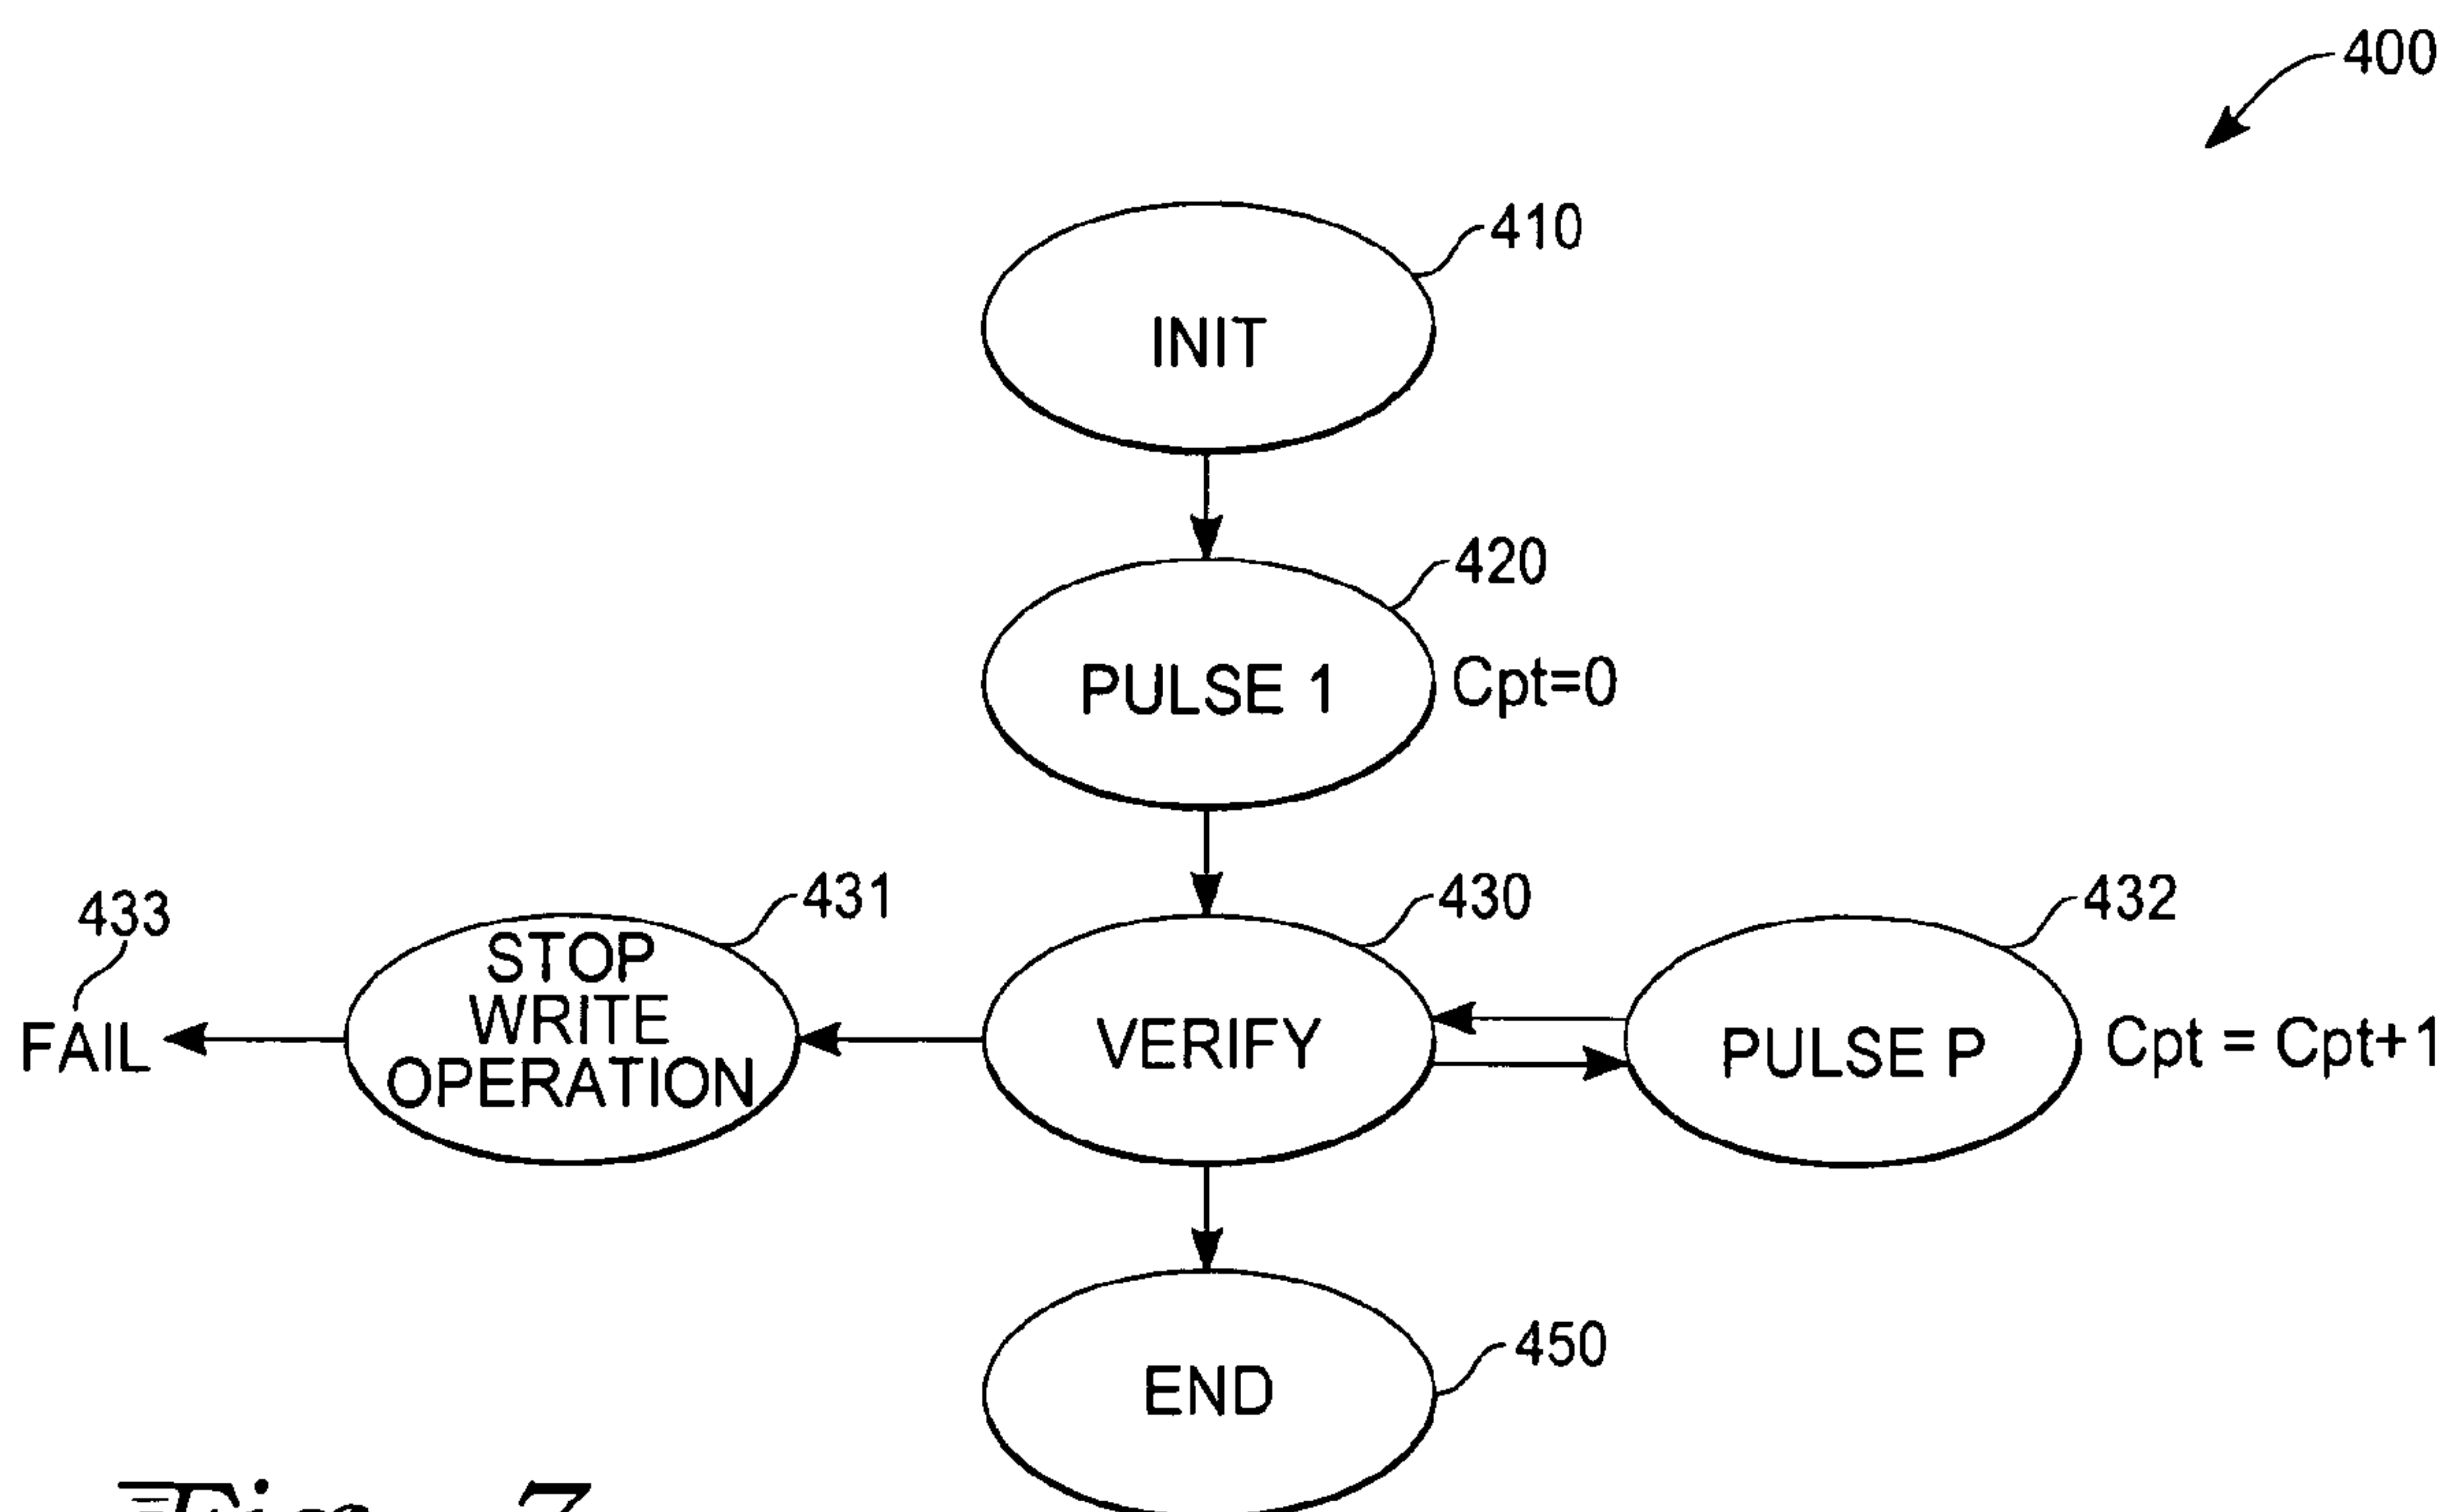 400
410
INIT
420
PULSE 1
Cpt=0
433
431
430
432
FAIL
STOP
WRITE
OPERATION
VERIFY
PULSE P
Cpt = Cpt+1
450
END